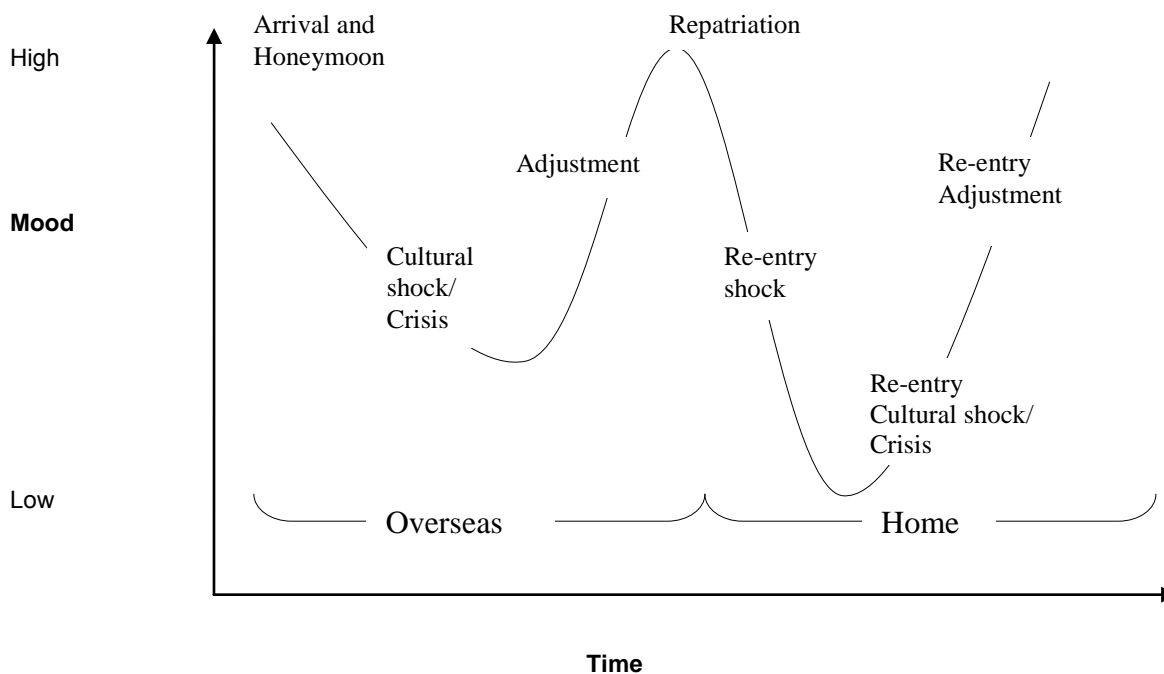 Arrival and
Honeymoon
Repatriation
High
Adjustment
Re-entry
Adjustment
Mood
Cultural
shock/
Crisis
Re-entry
shock
Re-entry
Cultural shock/
Crisis
Low
Overseas
Home
Time